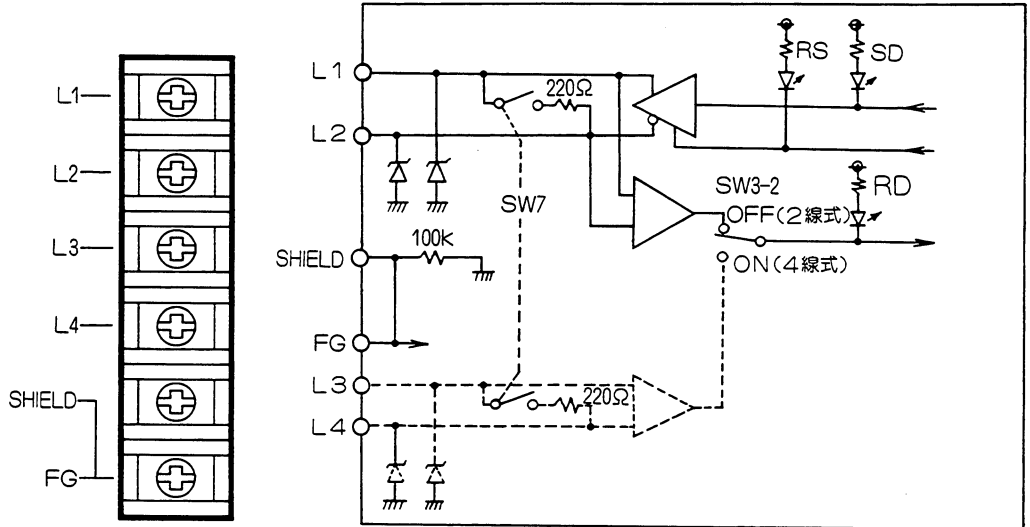 L1
L2
L3
L4
SHIELD
FG
L1
L2
SHIELD
FG
L3
L4
220Ω
100K
SW7
220Ω
RS
SD
SW3-2
OFF(2線式)
ON(4線式)
RD